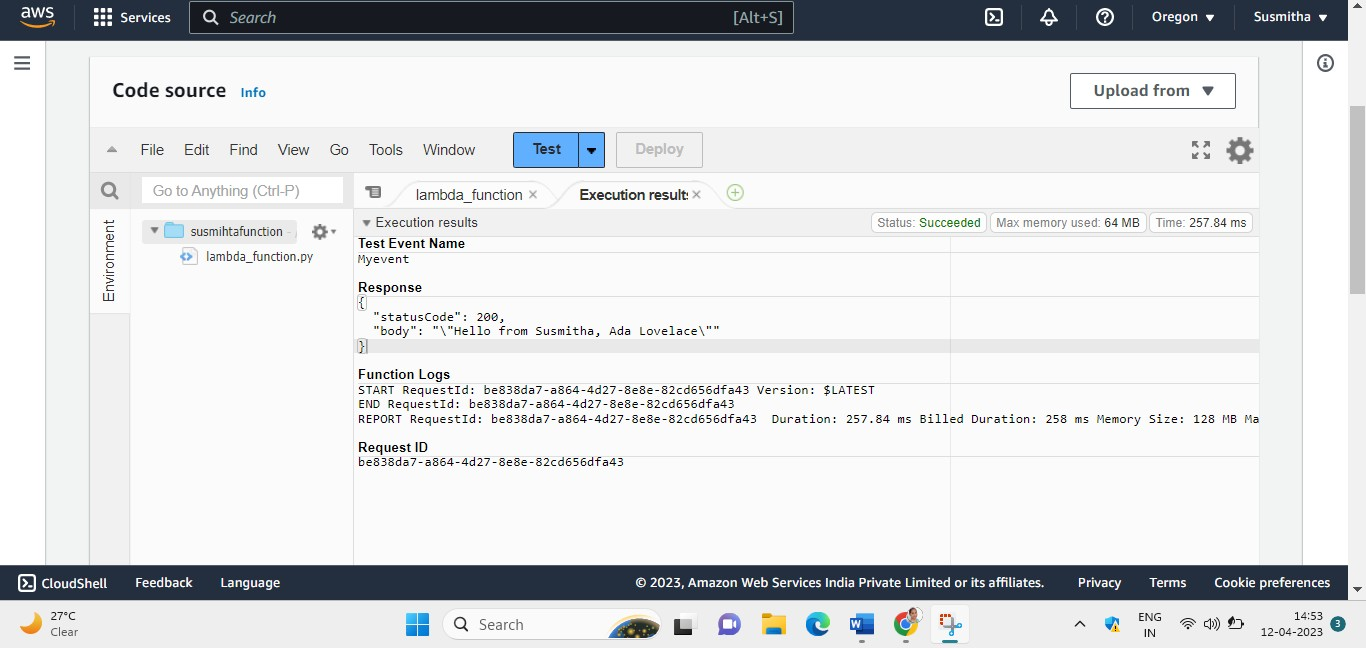 aws
Services
Search
[Alt+S]
Oregon
Susmitha
Code source
Info
Upload from
File Edit Find View Go Tools Window
Test
Deploy
Go to Anything (Ctrl-P)
lambda_function
Execution results
Environment
susmihtafunction -
lambda_function.py
Execution results
Status: Succeeded
Max memory used: 64 MB
Time: 257.84 ms
Test Event Name
Myevent
Response
{
"statusCode": 200,
"body": "\"Hello from Susmitha, Ada Lovelace\""
}
Function Logs
START RequestId: be838da7-a864-4d27-8e8e-82cd656dfa43 Version: $LATEST
END RequestId: be838da7-a864-4d27-8e8e-82cd656dfa43
REPORT RequestId: be838da7-a864-4d27-8e8e-82cd656dfa43 Duration: 257.84 ms Billed Duration: 258 ms Memory Size: 128 MB Ma
Request ID
be838da7-a864-4d27-8e8e-82cd656dfa43
CloudShell
Feedback
Language
© 2023, Amazon Web Services India Private Limited or its affiliates.
Privacy
Terms
Cookie preferences
27°C
Clear
Search
ENG
IN
14:53
12-04-2023
3